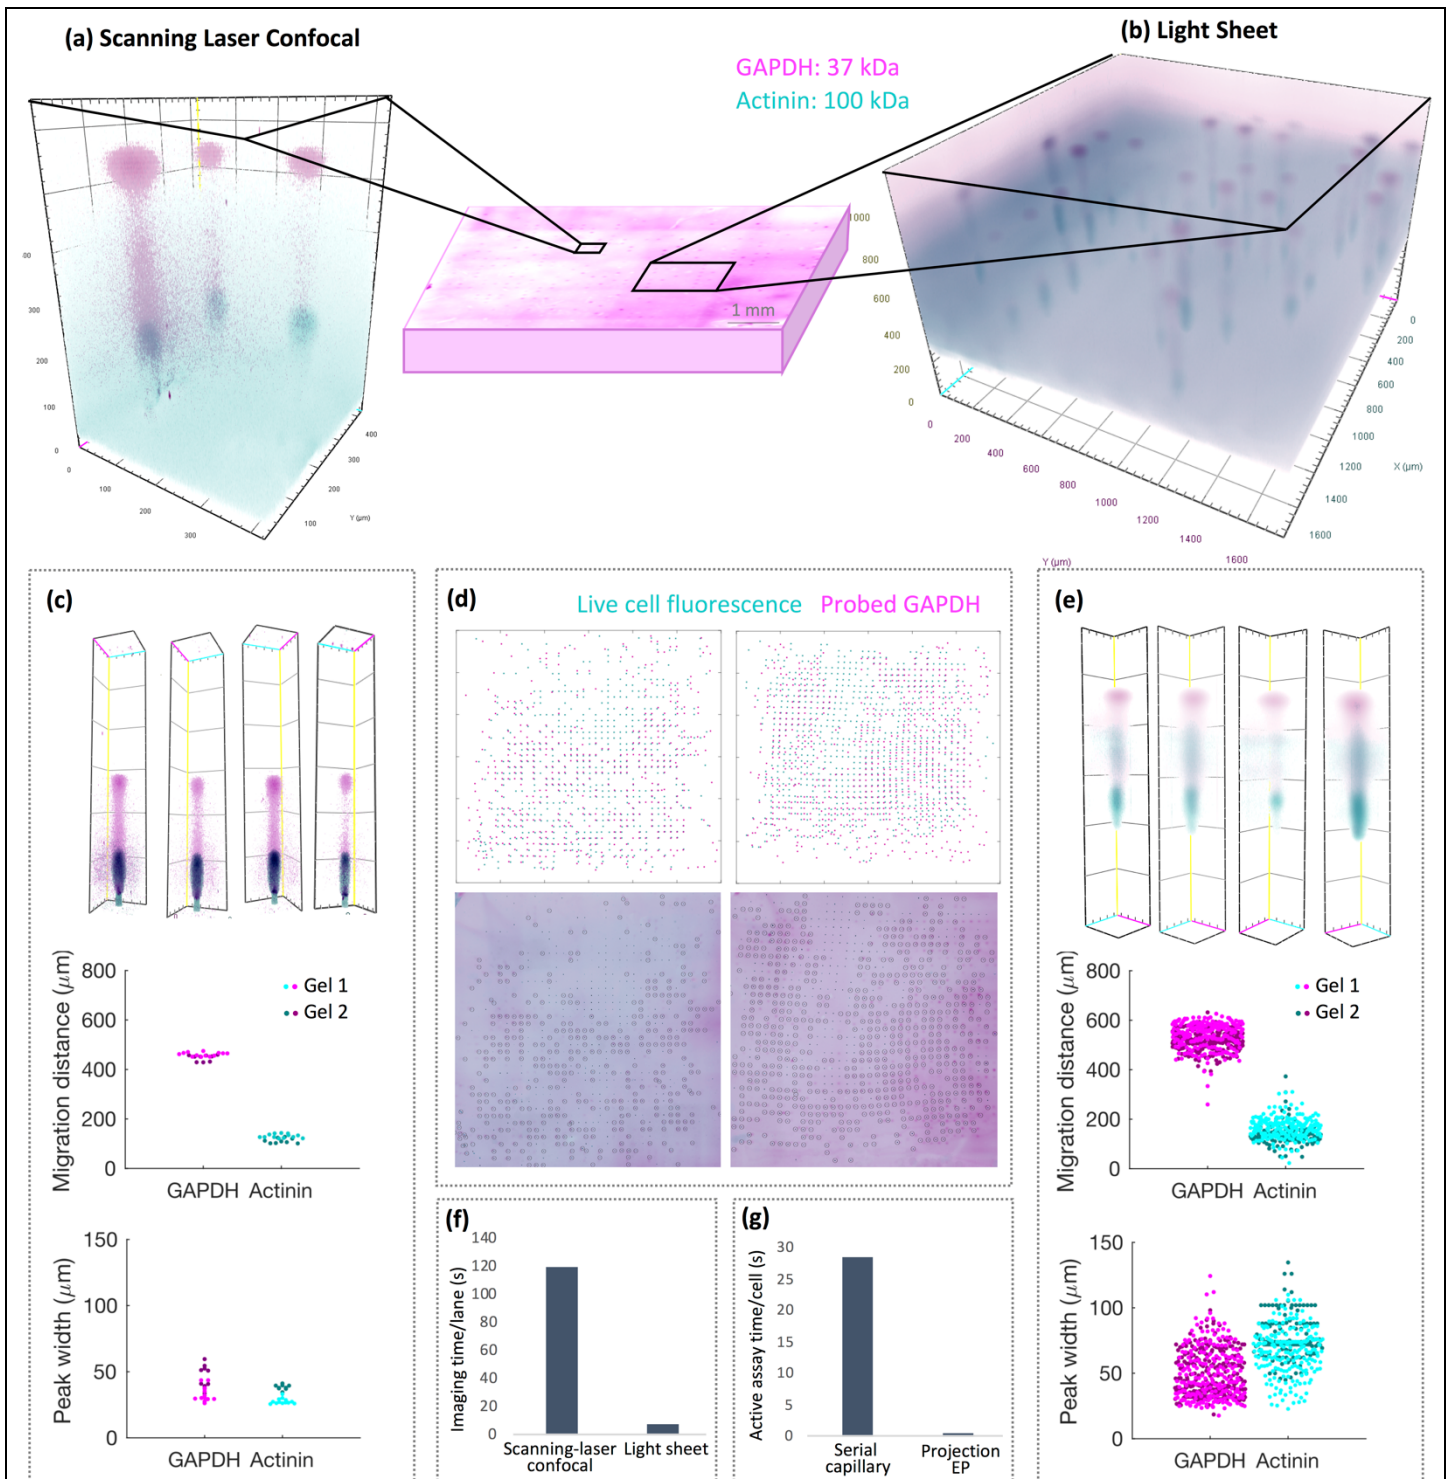 (a) Scanning Laser Confocal
(b) Light Sheet
GAPDH: 37 kDa
Actinin: 100 kDa
300
200
100
0
0
100
200
300
Y (µm)
100
200
300
400
1 mm
1000
800
600
400
200
0
0
200
400
600
800
1000
1200
1400
1600
Y (µm)
0
200
400
600
800
1000
1200
1400
1600
X (µm)
(c)
Migration distance (µm)
800
600
400
200
0
Gel 1
Gel 2
GAPDH Actinin
Peak width (µm)
150
100
50
0
GAPDH Actinin
(d)
Live cell fluorescence Probed GAPDH
(e)
Migration distance (µm)
800
600
400
200
0
Gel 1
Gel 2
GAPDH Actinin
Peak width (µm)
150
100
50
0
GAPDH Actinin
(f)
Imaging time/lane (s)
140
120
100
80
60
40
20
0
Scanning-laser Light sheet
confocal
(g)
Active assay time/cell (s)
30
25
20
15
10
5
0
Serial Projection
capillary EP